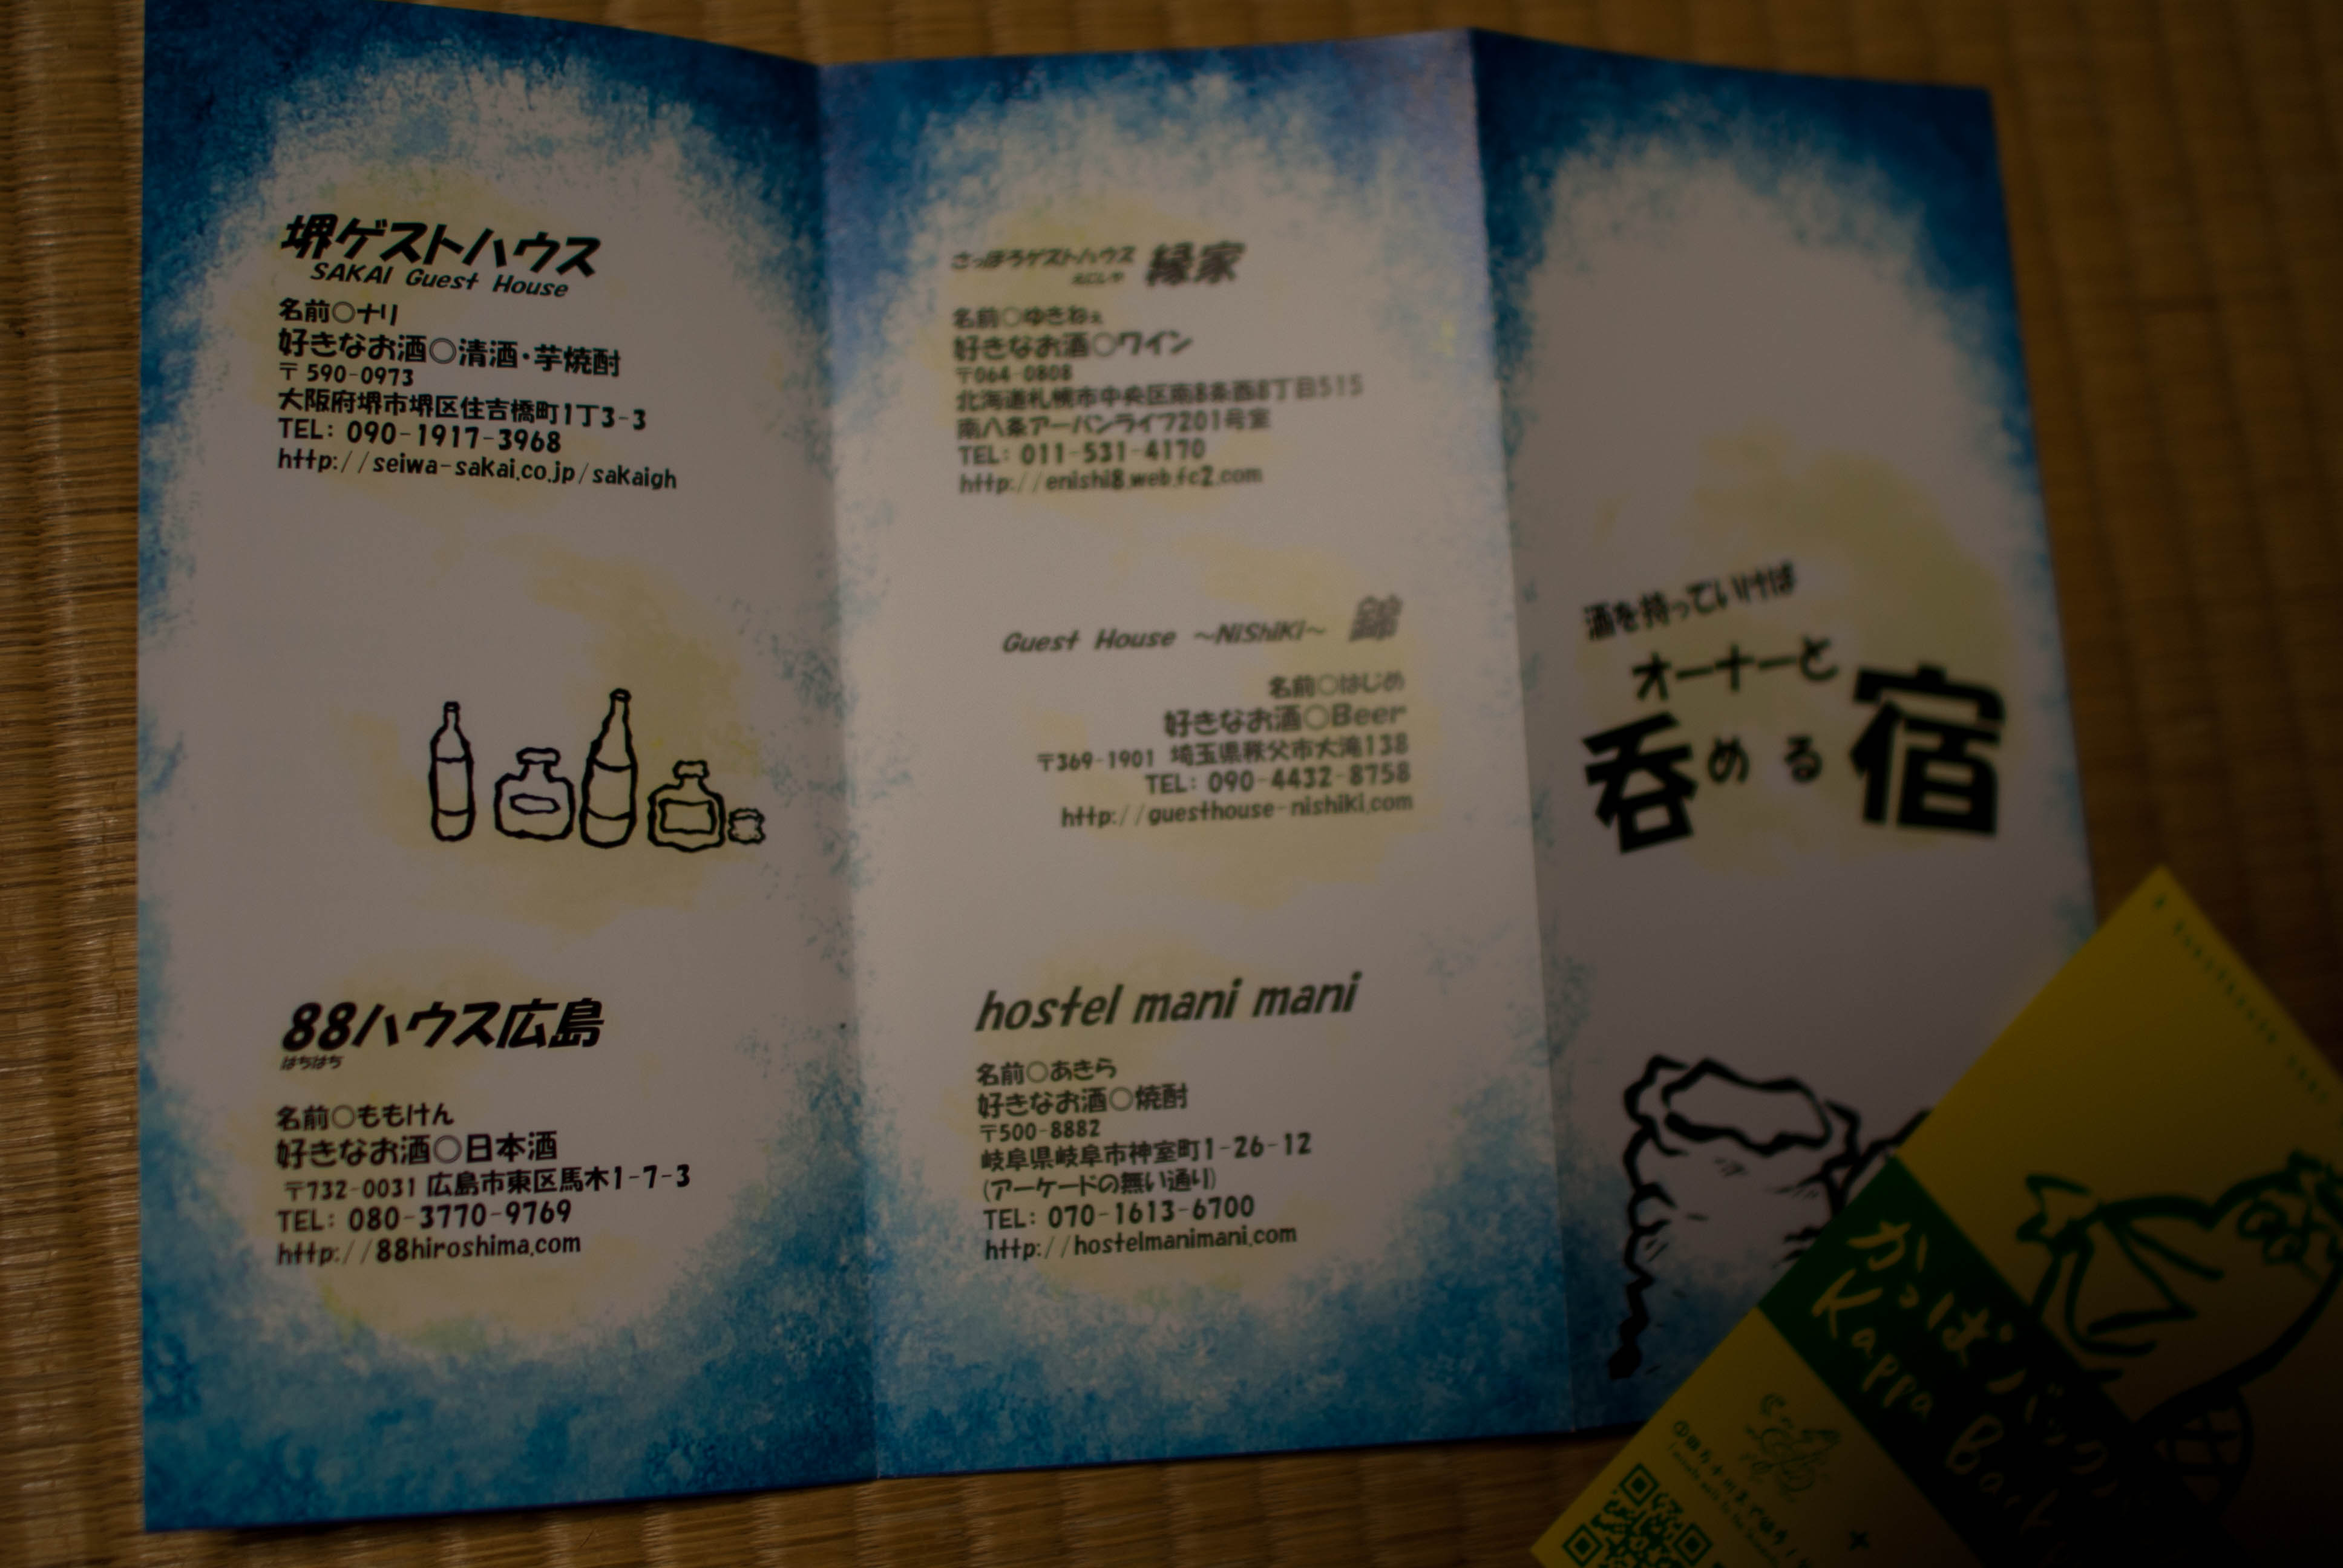 堺ゲストハウス
SAKAI Guest House
名前○ナリ
好きなお酒○清酒・芋焼酎
〒590-0973
大阪府堺市堺区住吉橋町1丁3-3
TEL: 090-1917-3968
http://seiwa-sakai.co.jp/sakaigh
88ハウス広島
はちはち
名前○ももけん
好きなお酒○日本酒
〒732-0031 広島市東区馬木1-7-3
TEL: 080-3770-9769
http://88hiroshima.com
さっぽろゲストハウス 縁家
えにしや
名前○ゆきねぇ
好きなお酒○ワイン
〒064-0808
北海道札幌市中央区南8条西8丁目515
南八条アーバンライフ201号室
TEL: 011-531-4170
http://enishi8.web.fc2.com
Guest House ～NiShiKi～ 錦
名前○はじめ
好きなお酒○Beer
〒369-1901 埼玉県秩父市大滝138
TEL: 090-4432-8758
http://guesthouse-nishiki.com
hostel mani mani
名前○あきら
好きなお酒○焼酎
〒500-8882
岐阜県岐阜市神室町1-26-12
(アーケードの無い通り)
TEL: 070-1613-6700
http://hostelmanimani.com
酒を持っていけば
オーナーと
呑める宿
かっぱバック
Kappa Back